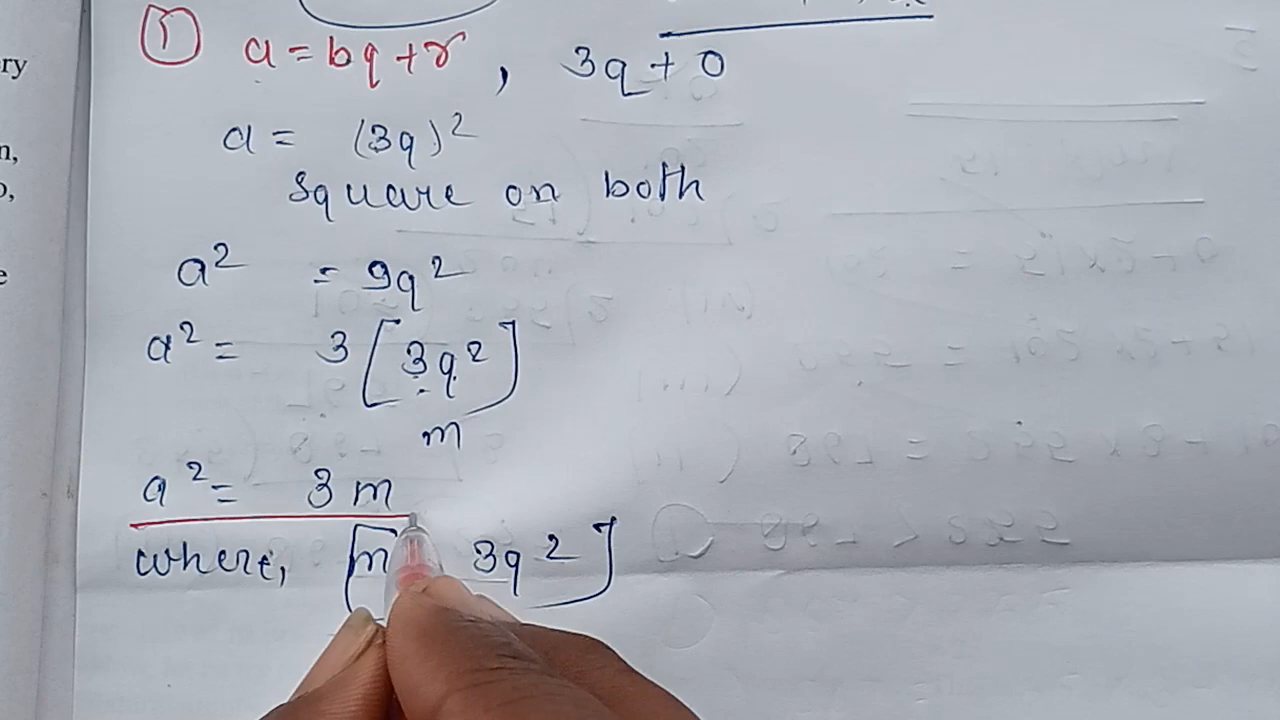 ry
n,
e
① a = bq + r , 3q + 0
a = (3q)²
Square on both
a² = 9q²
a² = 3 [3q²]
m
a² = 3m
where, [m 3q²]